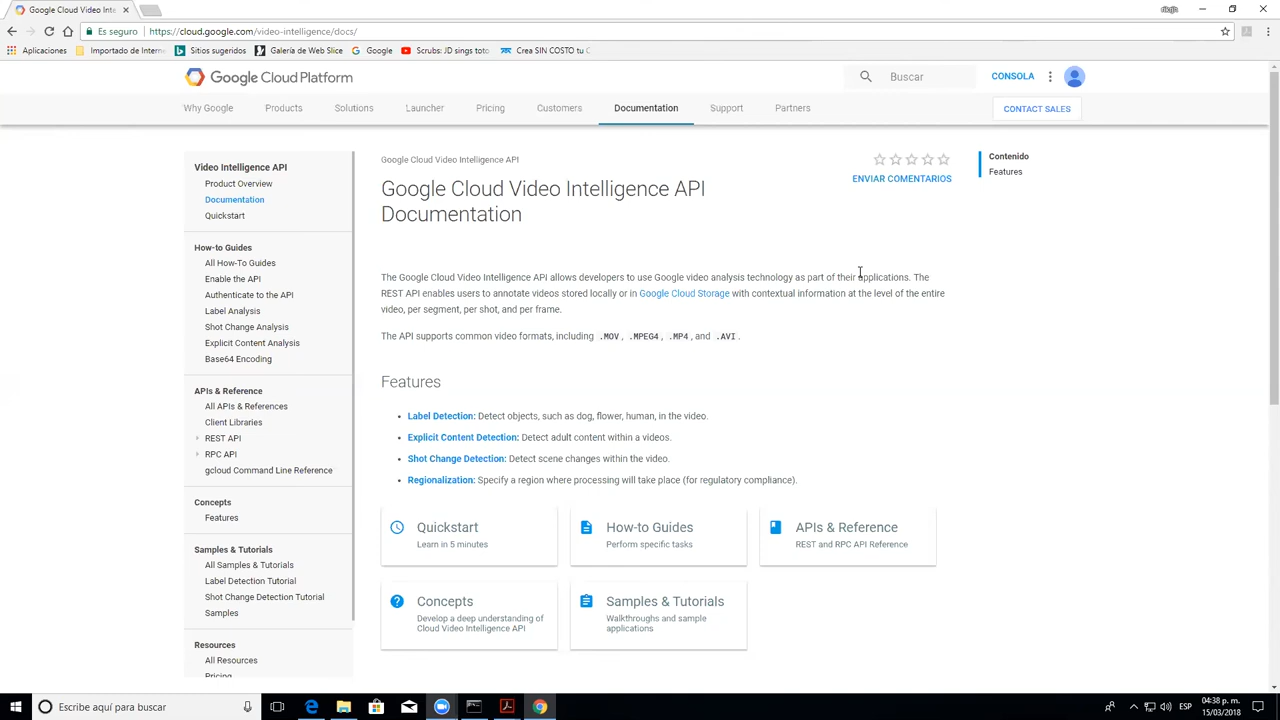 Google Cloud Video Inte
Es seguro https://cloud.google.com/video-intelligence/docs/
Aplicaciones Importado de Intern Sitios sugeridos Galería de Web Slice Google Scrubs: JD sings toto Crea SIN COSTO tu
Google Cloud Platform Buscar CONSOLA
Why Google Products Solutions Launcher Pricing Customers Documentation Support Partners CONTACT SALES
Video Intelligence API
Product Overview
Documentation
Quickstart
How-to Guides
All How-To Guides
Enable the API
Authenticate to the API
Label Analysis
Shot Change Analysis
Explicit Content Analysis
Base64 Encoding
APIs & Reference
All APIs & References
Client Libraries
REST API
RPC API
gcloud Command Line Reference
Concepts
Features
Samples & Tutorials
All Samples & Tutorials
Label Detection Tutorial
Shot Change Detection Tutorial
Samples
Resources
All Resources
Pricing
Google Cloud Video Intelligence API
ENVIAR COMENTARIOS
Google Cloud Video Intelligence API
Documentation
The Google Cloud Video Intelligence API allows developers to use Google video analysis technology as part of their applications. The
REST API enables users to annotate videos stored locally or in Google Cloud Storage with contextual information at the level of the entire
video, per segment, per shot, and per frame.
The API supports common video formats, including .MOV, .MPEG4, .MP4, and .AVI.
Features
Label Detection: Detect objects, such as dog, flower, human, in the video.
Explicit Content Detection: Detect adult content within a videos.
Shot Change Detection: Detect scene changes within the video.
Regionalization: Specify a region where processing will take place (for regulatory compliance).
Quickstart
Learn in 5 minutes
How-to Guides
Perform specific tasks
APIs & Reference
REST and RPC API Reference
Concepts
Develop a deep understanding of
Cloud Video Intelligence API
Samples & Tutorials
Walkthroughs and sample
applications
Contenido
Features
Escribe aquí para buscar
ESP
04:38 p. m.
15/03/2018